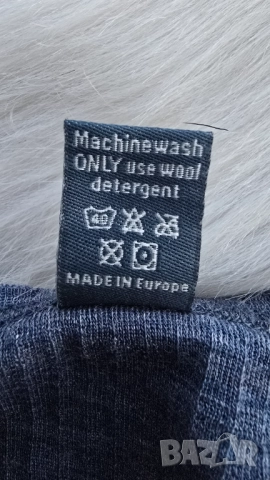 Machinewash
ONLY use wool
detergent
40
MADE IN Europe
BAZAR